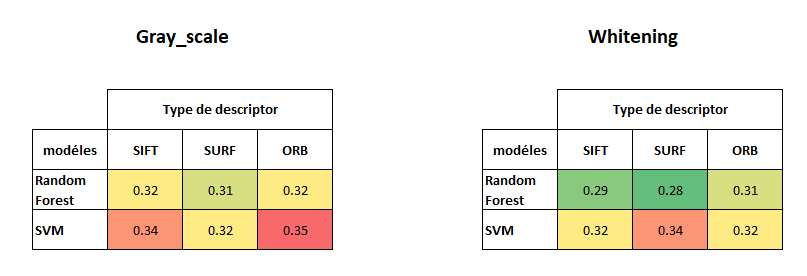 Gray_scale
Type de descriptor
modéles SIFT SURF ORB
Random Forest 0.32 0.31 0.32
SVM 0.34 0.32 0.35
Whitening
Type de descriptor
modéles SIFT SURF ORB
Random Forest 0.29 0.28 0.31
SVM 0.32 0.34 0.32